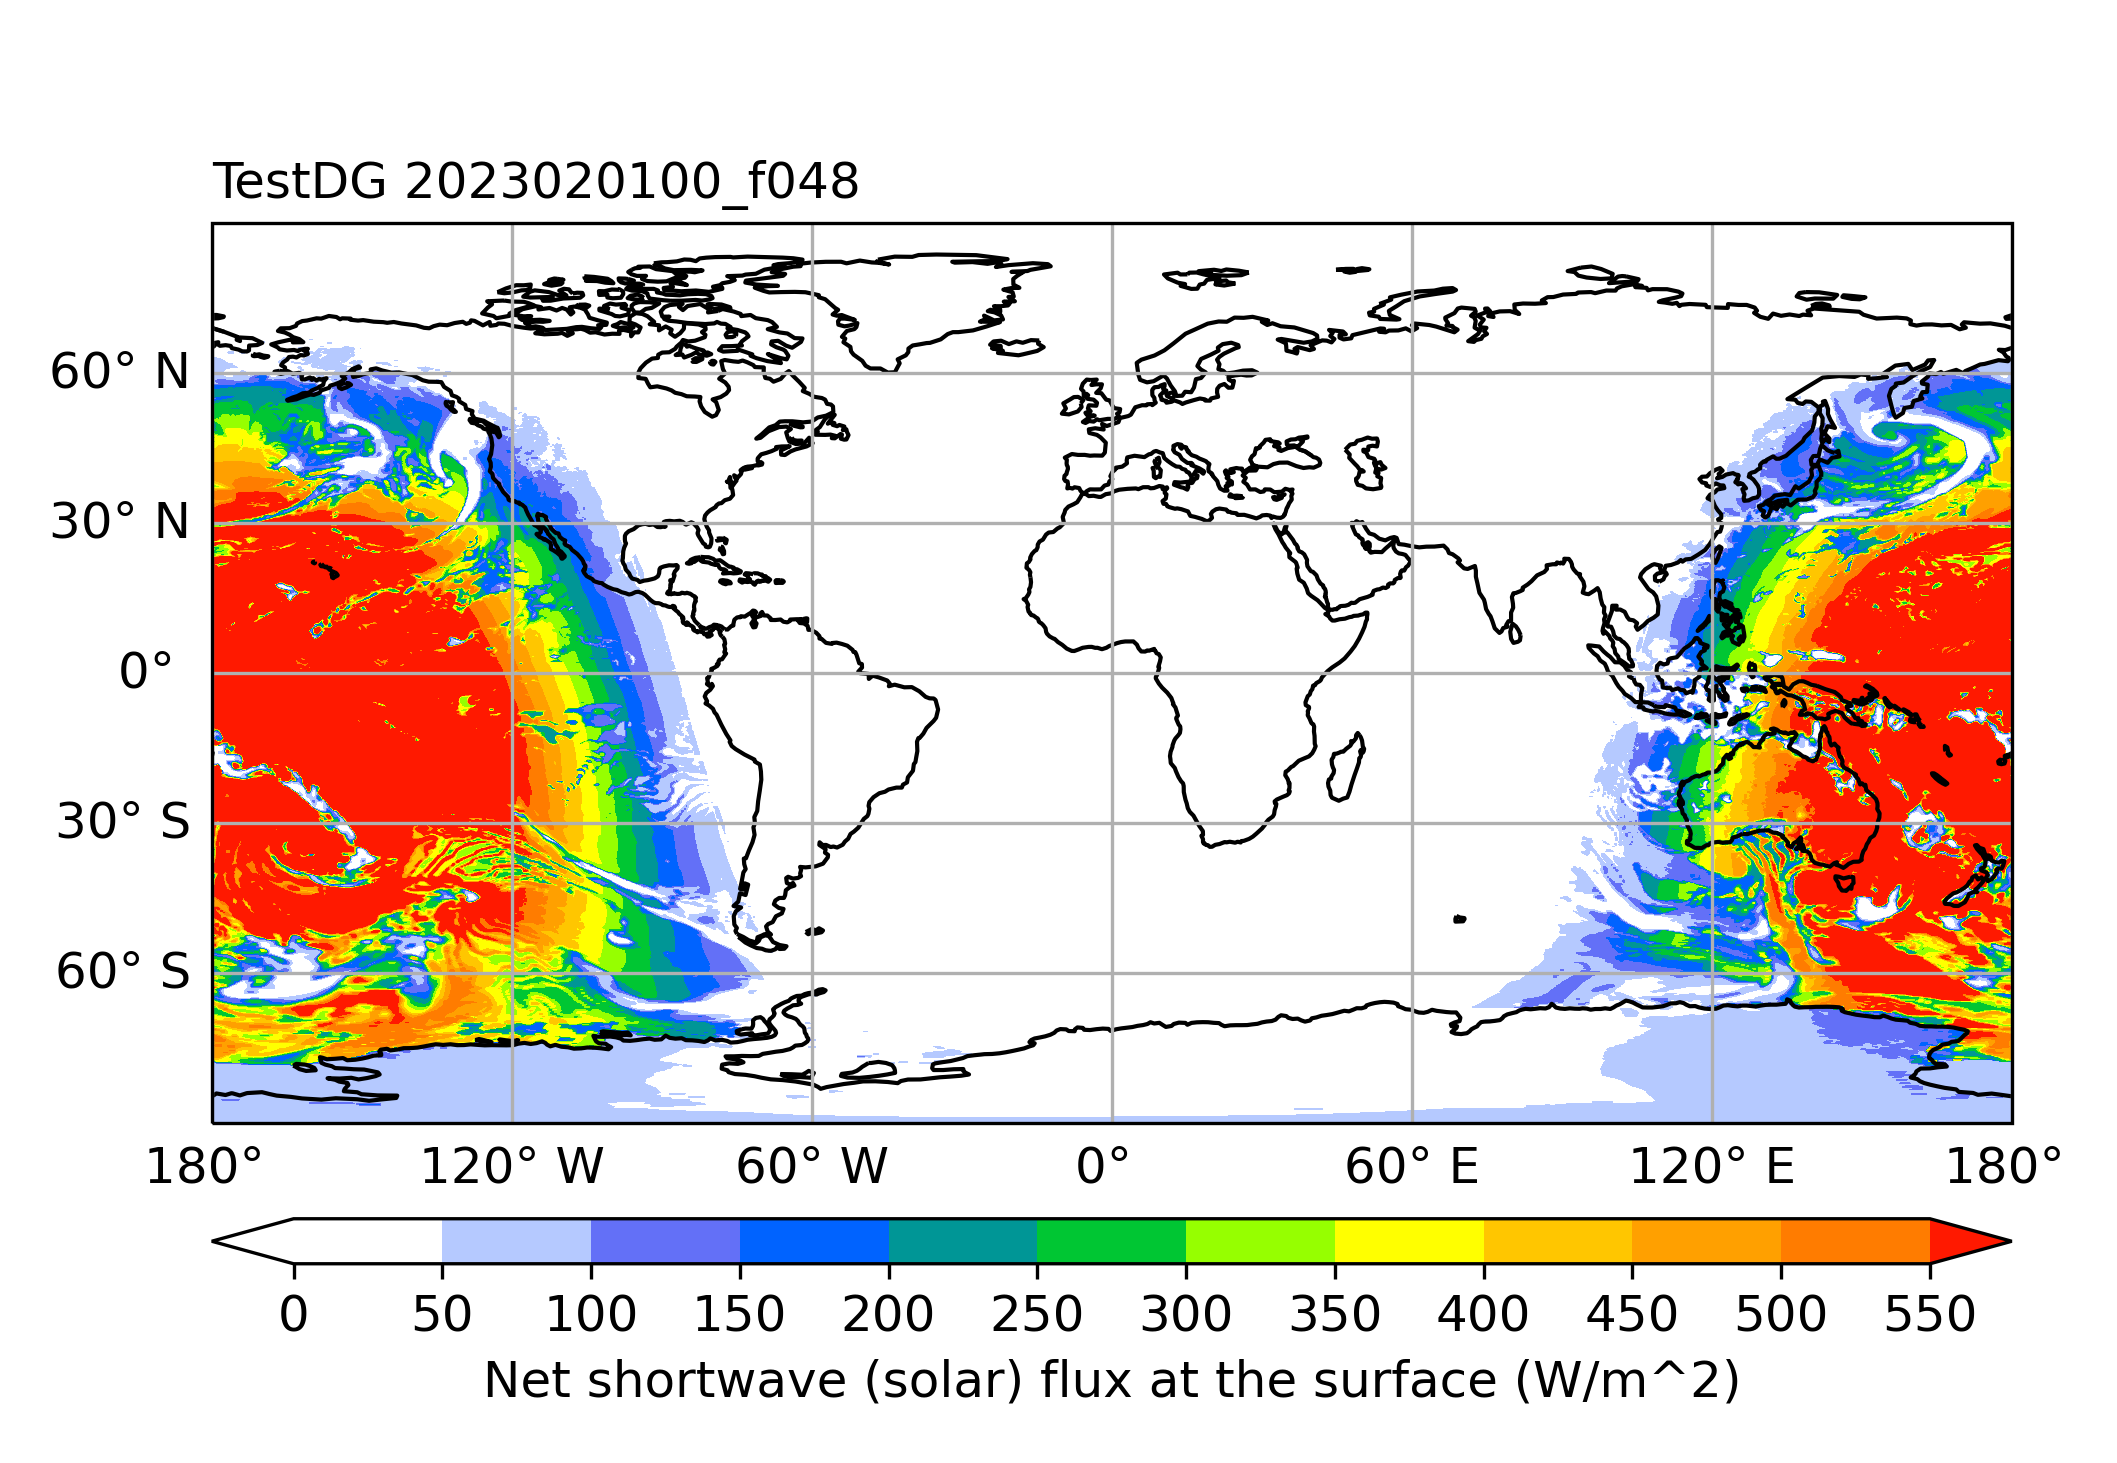 TestDG 2023020100_f048
60° N
30° N
0°
30° S
60° S
180° 120° W 60° W 0° 60° E 120° E 180°
0 50 100 150 200 250 300 350 400 450 500 550
Net shortwave (solar) flux at the surface (W/m^2)